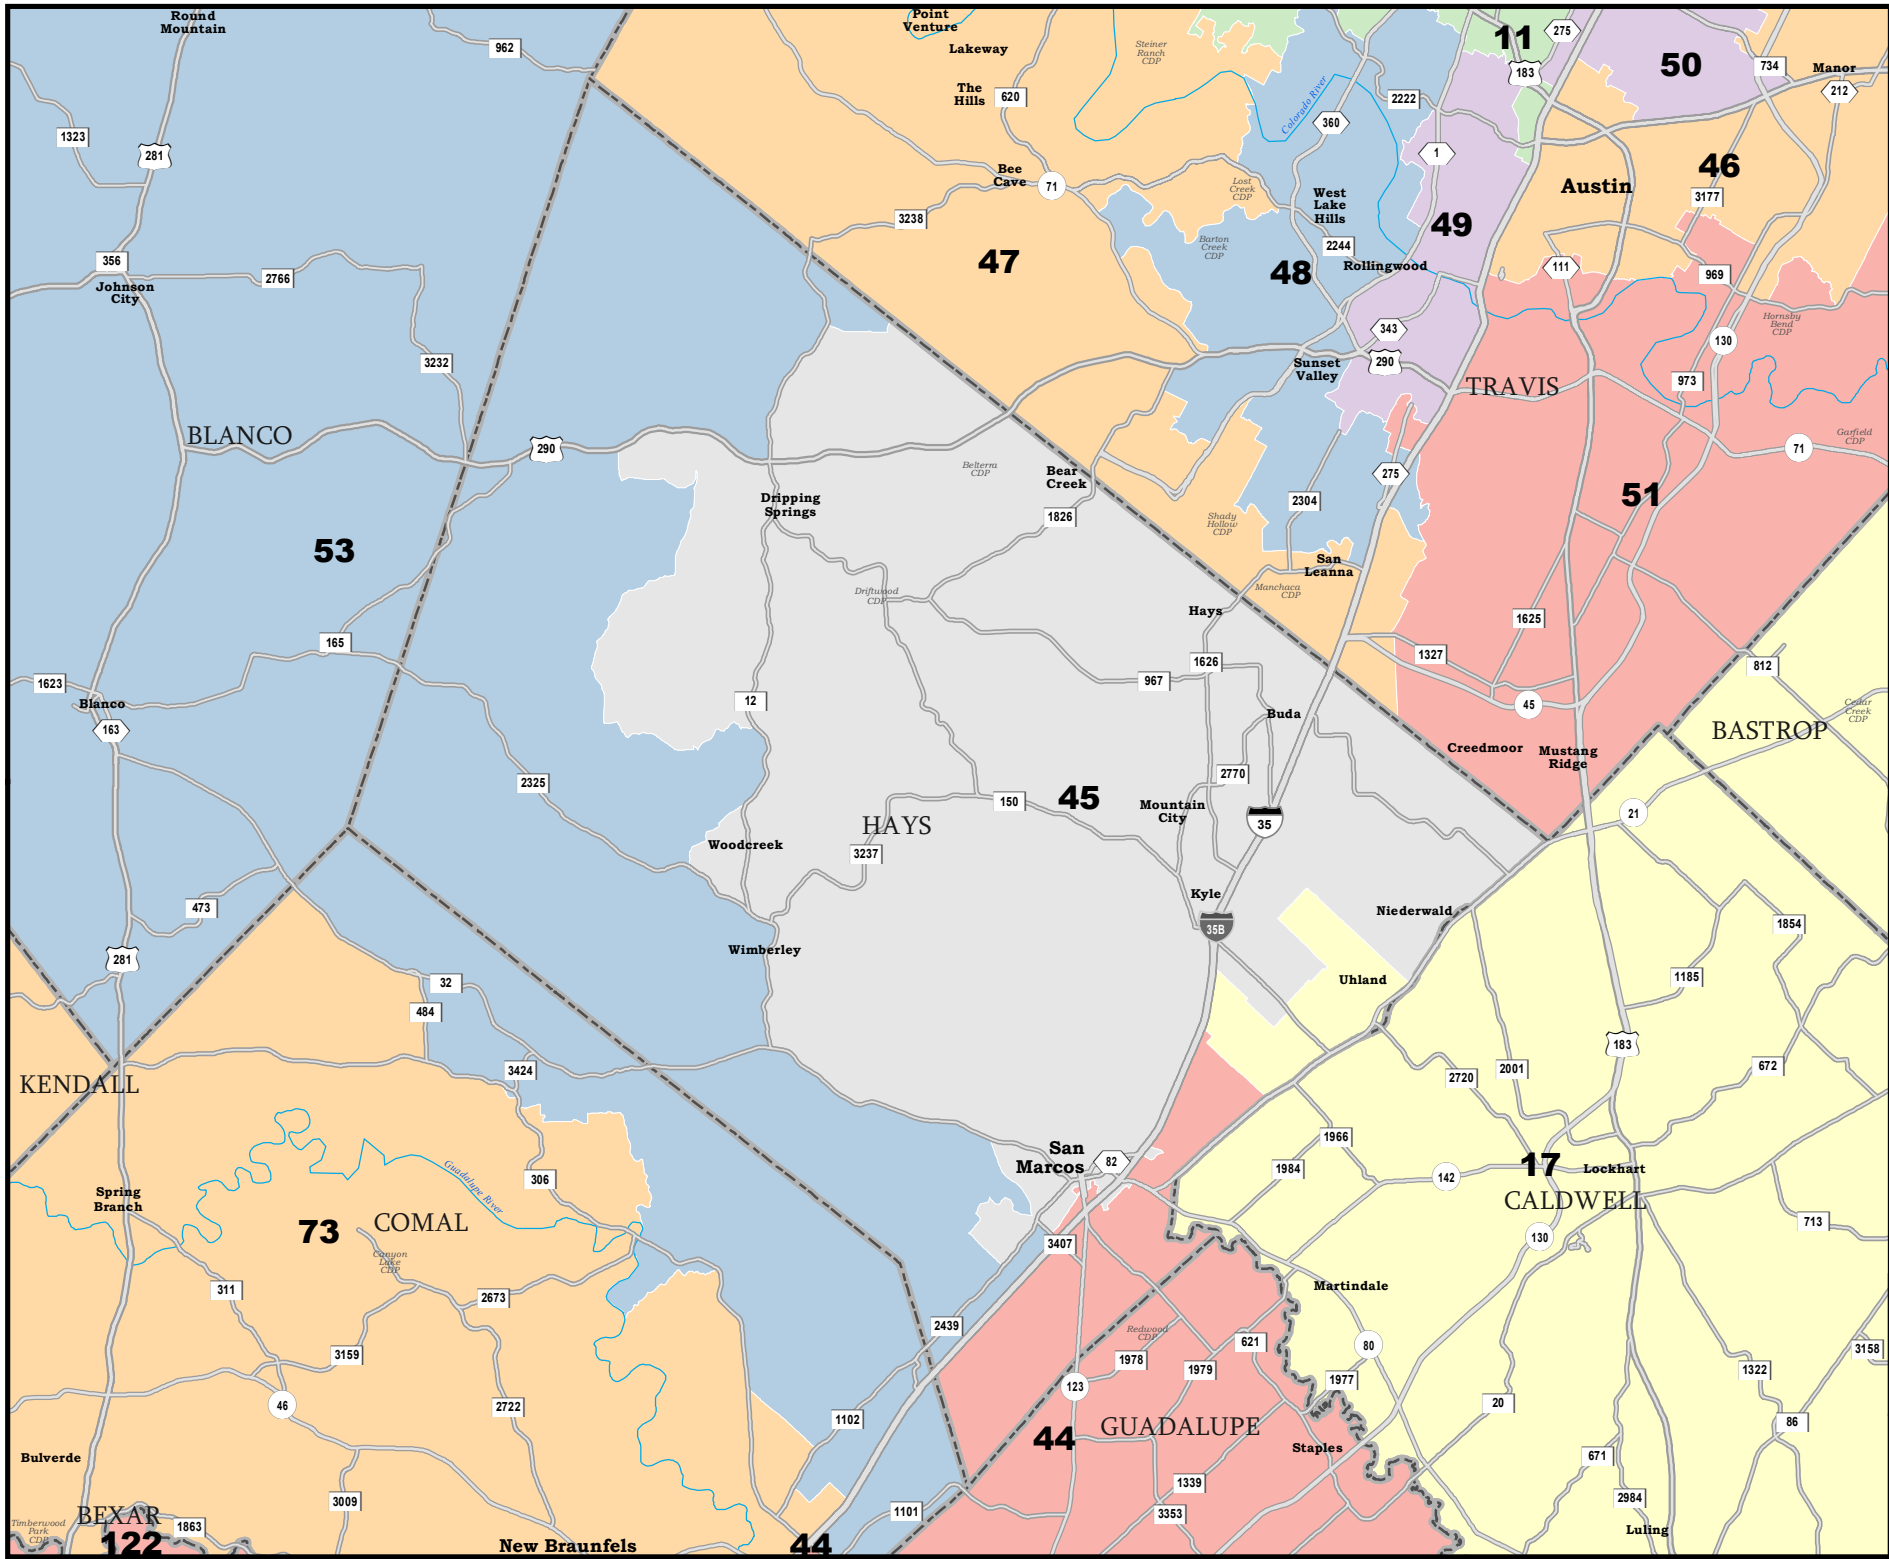 Round
Mountain
962
Point
Venture
Lakeway
Steiner
Ranch
CDP
11
275
50
183
734
Manor
The
Hills
620
2222
212
Colorado River
360
1323
281
1
46
Bee
Cave
71
Lost
Creek
CDP
West
Lake
Hills
Austin
3177
3238
49
Barton
Creek
CDP
2244
47
48
Rollingwood
111
969
356
Johnson
City
2766
Hornsby
Bend
CDP
343
130
3232
290
Sunset
Valley
TRAVIS
973
BLANCO
290
Garfield
CDP
71
Belterra
CDP
Bear
Creek
275
51
Dripping
Springs
1826
2304
Shady
Hollow
CDP
53
San
Leanna
Driftwood
CDP
Manchaca
CDP
Hays
1625
165
1327
1626
812
1623
967
12
45
Blanco
163
Buda
Cedar
Creek
CDP
BASTROP
Creedmoor
Mustang
Ridge
2325
2770
150
45
Mountain
City
21
HAYS
35
Woodcreek
3237
Kyle
473
Niederwald
35B
1854
Wimberley
281
32
Uhland
1185
484
183
3424
2720
2001
672
KENDALL
1966
San
Marcos
82
1984
142
17
Lockhart
Guadalupe River
306
Spring
Branch
CALDWELL
73
COMAL
713
3407
130
Canyon
Lake
CDP
311
2673
Martindale
2439
Redwood
CDP
621
80
3159
1978
1979
1322
3158
123
1977
46
2722
1102
20
86
44
GUADALUPE
Staples
Bulverde
671
1339
3009
2984
1101
3353
BEXAR
Timberwood
Park
CDP
1863
122
New Braunfels
44
Luling